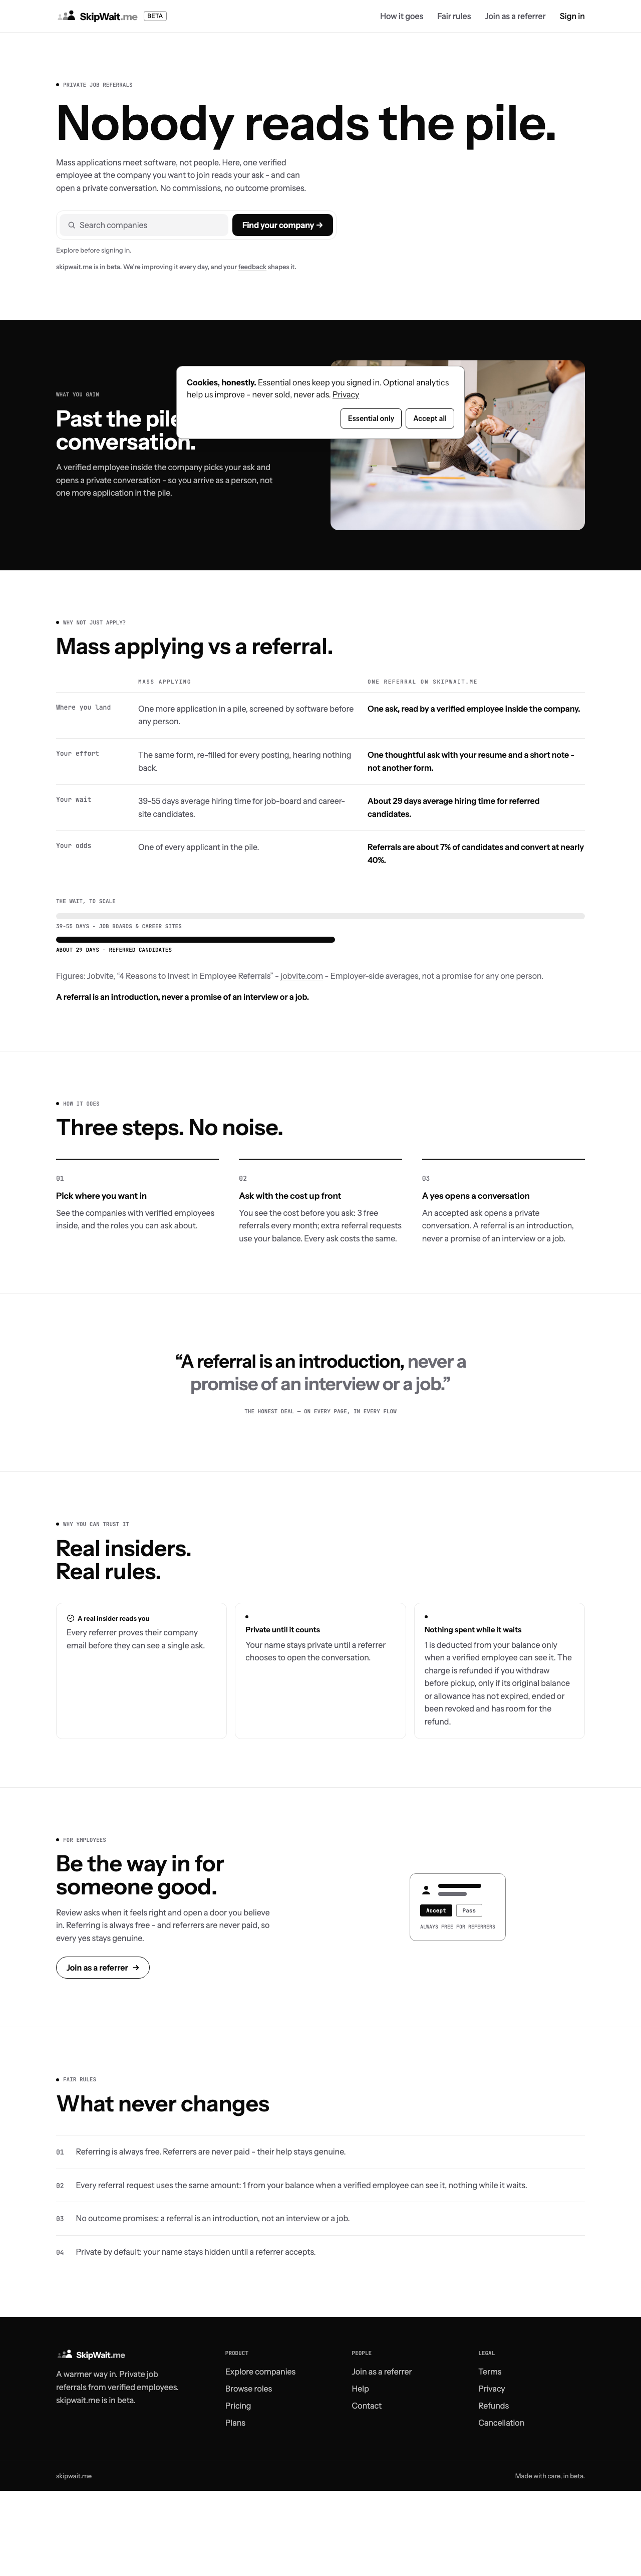 SkipWait.me BETA
How it goes Fair rules Join as a referrer Sign in
PRIVATE JOB REFERRALS
Nobody reads the pile.
Mass applications meet software, not people. Here, one verified
employee at the company you want to join reads your ask - and can
open a private conversation. No commissions, no outcome promises.
Search companies
Find your company →
Explore before signing in.
skipwait.me is in beta. We're improving it every day, and your feedback shapes it.
WHAT YOU GAIN
Past the pile
conversation.
A verified employee inside the company picks your ask and
opens a private conversation - so you arrive as a person, not
one more application in the pile.
Cookies, honestly. Essential ones keep you signed in. Optional analytics
help us improve - never sold, never ads. Privacy
Essential only
Accept all
WHY NOT JUST APPLY?
Mass applying vs a referral.
MASS APPLYING
ONE REFERRAL ON SKIPWAIT.ME
Where you land
One more application in a pile, screened by software before
any person.
One ask, read by a verified employee inside the company.
Your effort
The same form, re-filled for every posting, hearing nothing
back.
One thoughtful ask with your resume and a short note -
not another form.
Your wait
39-55 days average hiring time for job-board and career-
site candidates.
About 29 days average hiring time for referred
candidates.
Your odds
One of every applicant in the pile.
Referrals are about 7% of candidates and convert at nearly
40%.
THE WAIT, TO SCALE
39-55 DAYS - JOB BOARDS & CAREER SITES
ABOUT 29 DAYS - REFERRED CANDIDATES
Figures: Jobvite, "4 Reasons to Invest in Employee Referrals" - jobvite.com - Employer-side averages, not a promise for any one person.
A referral is an introduction, never a promise of an interview or a job.
HOW IT GOES
Three steps. No noise.
01
Pick where you want in
See the companies with verified employees
inside, and the roles you can ask about.
02
Ask with the cost up front
You see the cost before you ask: 3 free
referrals every month; extra referral requests
use your balance. Every ask costs the same.
03
A yes opens a conversation
An accepted ask opens a private
conversation. A referral is an introduction,
never a promise of an interview or a job.
“A referral is an introduction, never a
promise of an interview or a job.”
THE HONEST DEAL — ON EVERY PAGE, IN EVERY FLOW
WHY YOU CAN TRUST IT
Real insiders.
Real rules.
A real insider reads you
Every referrer proves their company
email before they can see a single ask.
Private until it counts
Your name stays private until a referrer
chooses to open the conversation.
Nothing spent while it waits
1 is deducted from your balance only
when a verified employee can see it. The
charge is refunded if you withdraw
before pickup, only if its original balance
or allowance has not expired, ended or
been revoked and has room for the
refund.
FOR EMPLOYEES
Be the way in for
someone good.
Review asks when it feels right and open a door you believe
in. Referring is always free - and referrers are never paid, so
every yes stays genuine.
Join as a referrer →
Accept
Pass
ALWAYS FREE FOR REFERRERS
FAIR RULES
What never changes
01 Referring is always free. Referrers are never paid - their help stays genuine.
02 Every referral request uses the same amount: 1 from your balance when a verified employee can see it, nothing while it waits.
03 No outcome promises: a referral is an introduction, not an interview or a job.
04 Private by default: your name stays hidden until a referrer accepts.
SkipWait.me
A warmer way in. Private job
referrals from verified employees.
skipwait.me is in beta.
PRODUCT
Explore companies
Browse roles
Pricing
Plans
PEOPLE
Join as a referrer
Help
Contact
LEGAL
Terms
Privacy
Refunds
Cancellation
skipwait.me
Made with care, in beta.